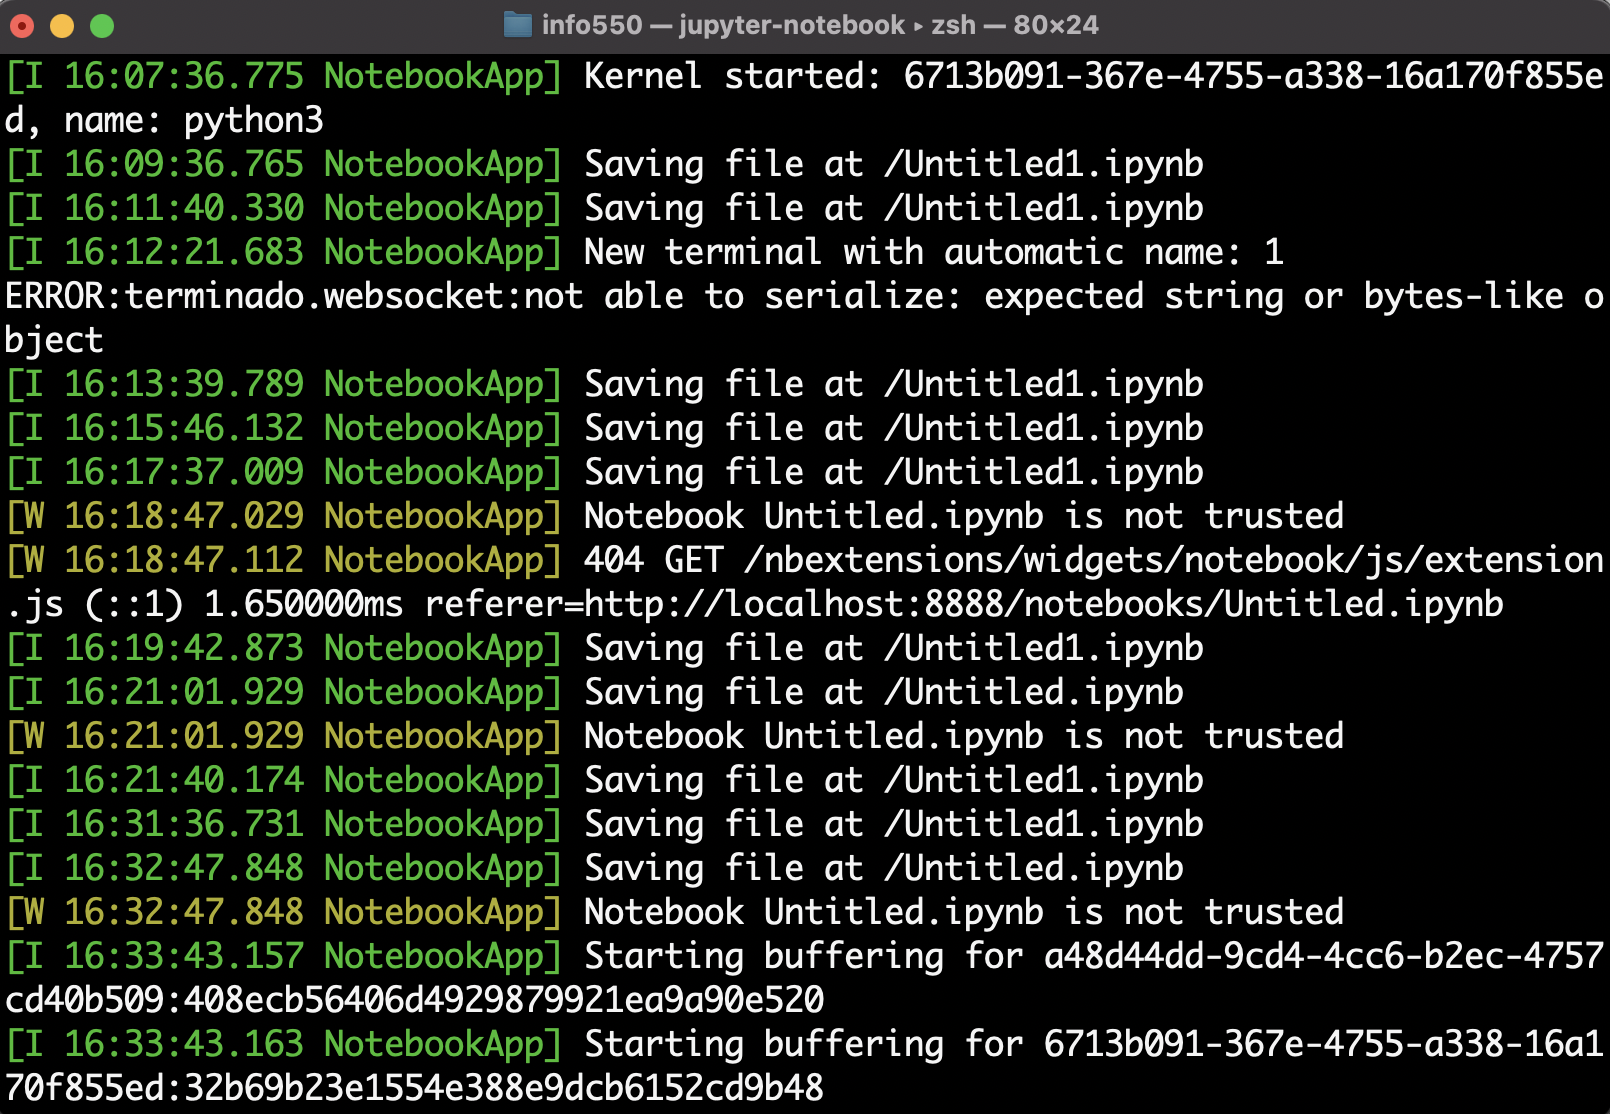 info550 — jupyter-notebook ▸ zsh — 80×24
[I 16:07:36.775 NotebookApp] Kernel started: 6713b091-367e-4755-a338-16a170f855e
d, name: python3
[I 16:09:36.765 NotebookApp] Saving file at /Untitled1.ipynb
[I 16:11:40.330 NotebookApp] Saving file at /Untitled1.ipynb
[I 16:12:21.683 NotebookApp] New terminal with automatic name: 1
ERROR:terminado.websocket:not able to serialize: expected string or bytes-like o
bject
[I 16:13:39.789 NotebookApp] Saving file at /Untitled1.ipynb
[I 16:15:46.132 NotebookApp] Saving file at /Untitled1.ipynb
[I 16:17:37.009 NotebookApp] Saving file at /Untitled1.ipynb
[W 16:18:47.029 NotebookApp] Notebook Untitled.ipynb is not trusted
[W 16:18:47.112 NotebookApp] 404 GET /nbextensions/widgets/notebook/js/extension
.js (::1) 1.650000ms referer=http://localhost:8888/notebooks/Untitled.ipynb
[I 16:19:42.873 NotebookApp] Saving file at /Untitled1.ipynb
[I 16:21:01.929 NotebookApp] Saving file at /Untitled.ipynb
[W 16:21:01.929 NotebookApp] Notebook Untitled.ipynb is not trusted
[I 16:21:40.174 NotebookApp] Saving file at /Untitled1.ipynb
[I 16:31:36.731 NotebookApp] Saving file at /Untitled1.ipynb
[I 16:32:47.848 NotebookApp] Saving file at /Untitled.ipynb
[W 16:32:47.848 NotebookApp] Notebook Untitled.ipynb is not trusted
[I 16:33:43.157 NotebookApp] Starting buffering for a48d44dd-9cd4-4cc6-b2ec-4757
cd40b509:408ecb56406d4929879921ea9a90e520
[I 16:33:43.163 NotebookApp] Starting buffering for 6713b091-367e-4755-a338-16a1
70f855ed:32b69b23e1554e388e9dcb6152cd9b48